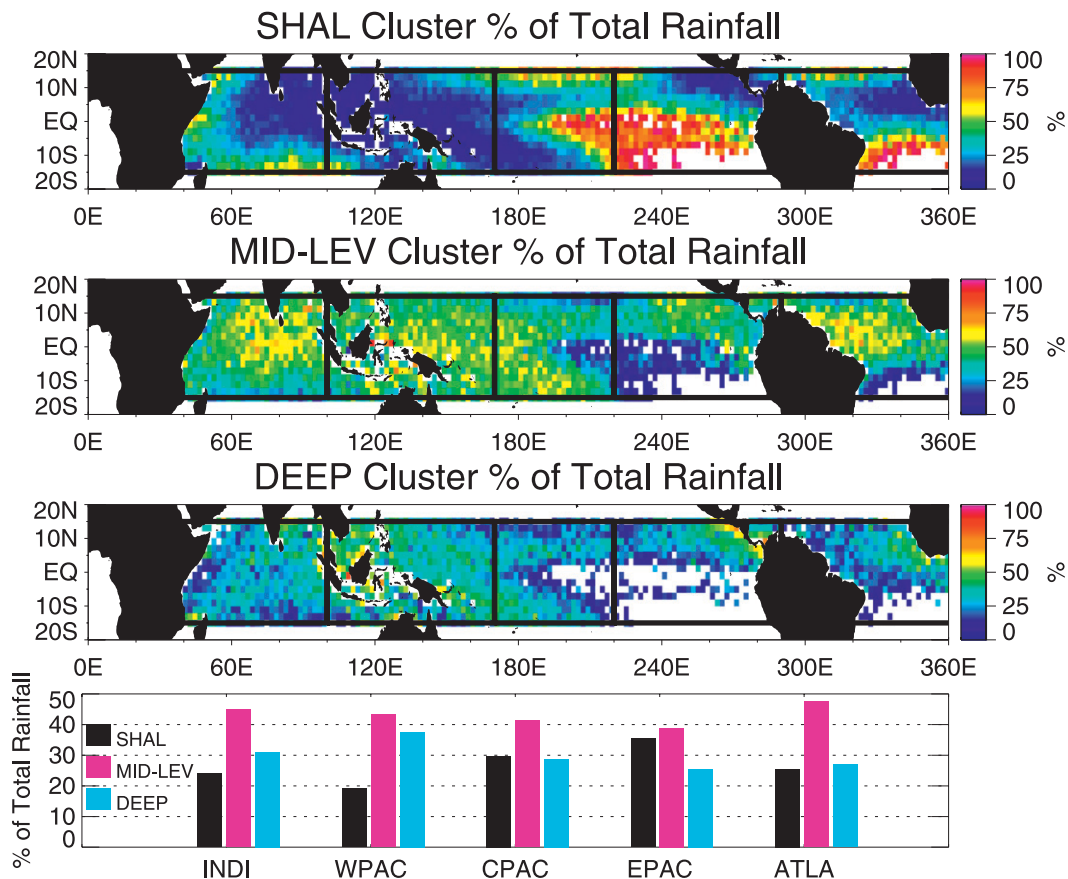 SHAL Cluster % of Total Rainfall
20N
10N
EQ
10S
20S
0E 60E 120E 180E 240E 300E 360E
100
75
50
25
0
%
MID-LEV Cluster % of Total Rainfall
20N
10N
EQ
10S
20S
0E 60E 120E 180E 240E 300E 360E
100
75
50
25
0
%
DEEP Cluster % of Total Rainfall
20N
10N
EQ
10S
20S
0E 60E 120E 180E 240E 300E 360E
100
75
50
25
0
%
% of Total Rainfall
50
40
30
20
10
0
SHAL
MID-LEV
DEEP
INDI WPAC CPAC EPAC ATLA